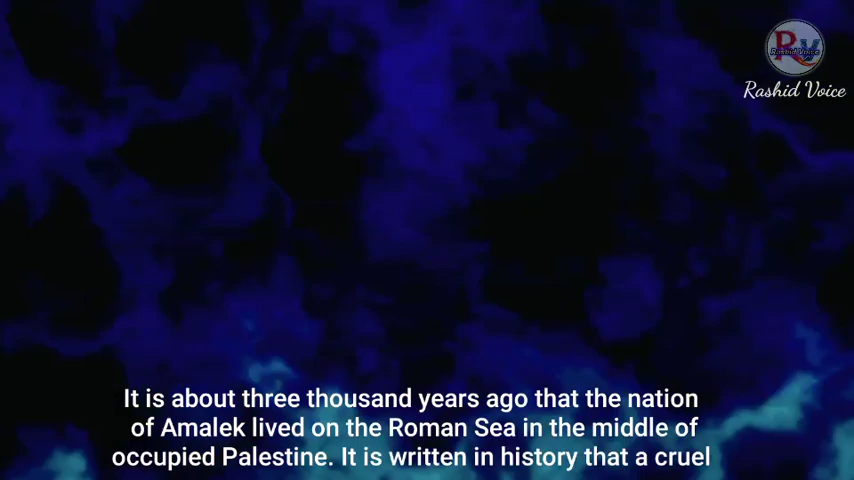 RV
Rashid Voice
Rashid Voice
It is about three thousand years ago that the nation
of Amalek lived on the Roman Sea in the middle of
occupied Palestine. It is written in history that a cruel